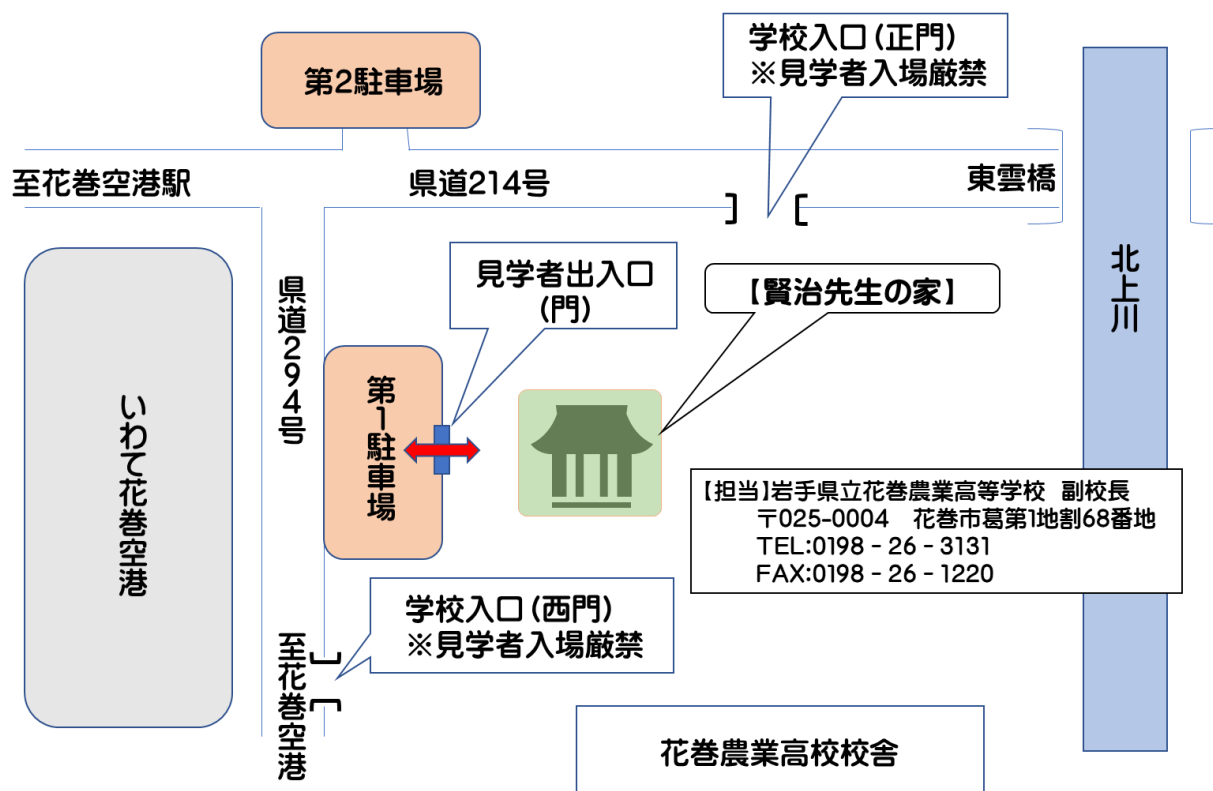 学校入口(正門)
※見学者入場厳禁
第2駐車場
至花巻空港駅
県道214号
東雲橋
北上川
見学者出入口
(門)
【賢治先生の家】
県道294号
第1駐車場
いわて花巻空港
【担当】岩手県立花巻農業高等学校 副校長
〒025-0004 花巻市葛第1地割68番地
TEL:0198‐26‐3131
FAX:0198‐26‐1220
学校入口(西門)
※見学者入場厳禁
至花巻空港
花巻農業高校校舎